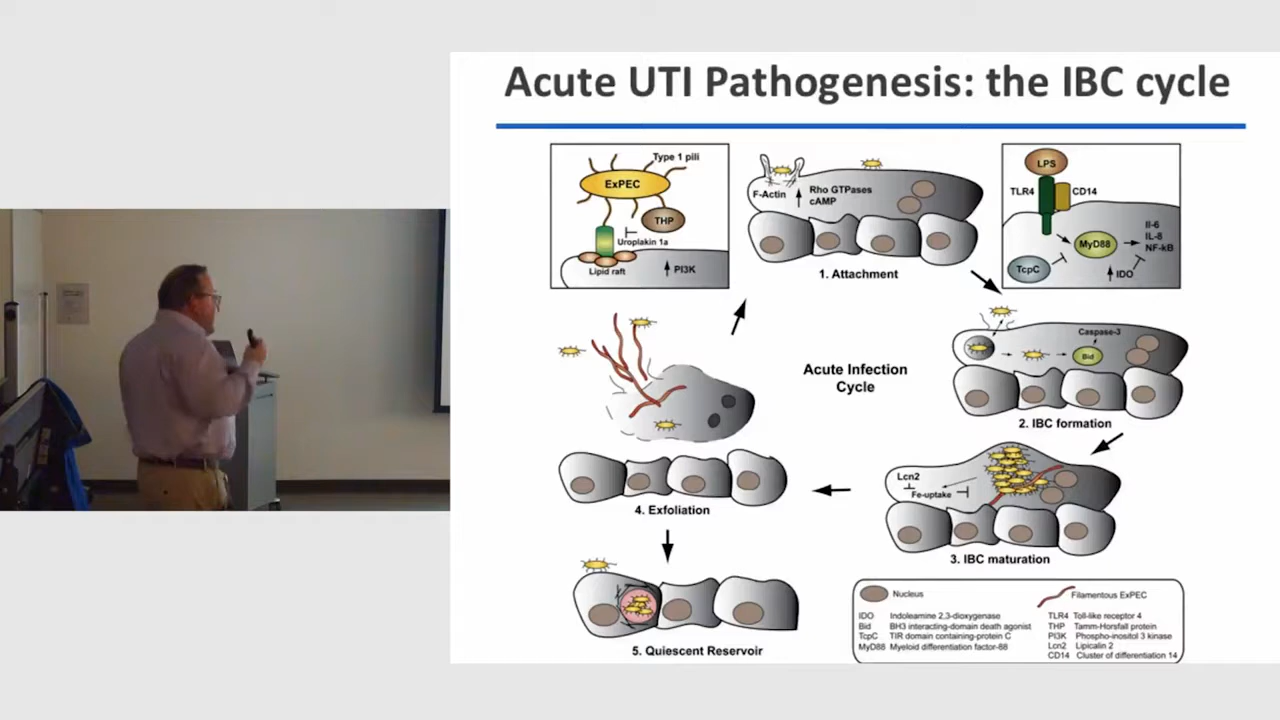 Acute UTI Pathogenesis: the IBC cycle
Type 1 pili
ExPEC
THP
Uroplakin 1a
Lipid raft
PI3K
F-Actin
Rho GTPases
cAMP
1. Attachment
LPS
TLR4
CD14
Il-6
IL-8
NF-kB
MyD88
TcpC
IDO
Caspase-3
Bid
2. IBC formation
Acute Infection
Cycle
Lcn2
Fe-uptake
3. IBC maturation
4. Exfoliation
5. Quiescent Reservoir
Nucleus
Filamentous ExPEC
IDO Indoleamine 2,3-dioxygenase
Bid BH3 interacting-domain death agonist
TcpC TIR domain containing-protein C
MyD88 Myeloid differentiation factor-88
TLR4 Toll-like receptor 4
THP Tamm-Horsfall protein
PI3K Phospho-inositol 3 kinase
Lcn2 Lipicalin 2
CD14 Cluster of differentiation 14